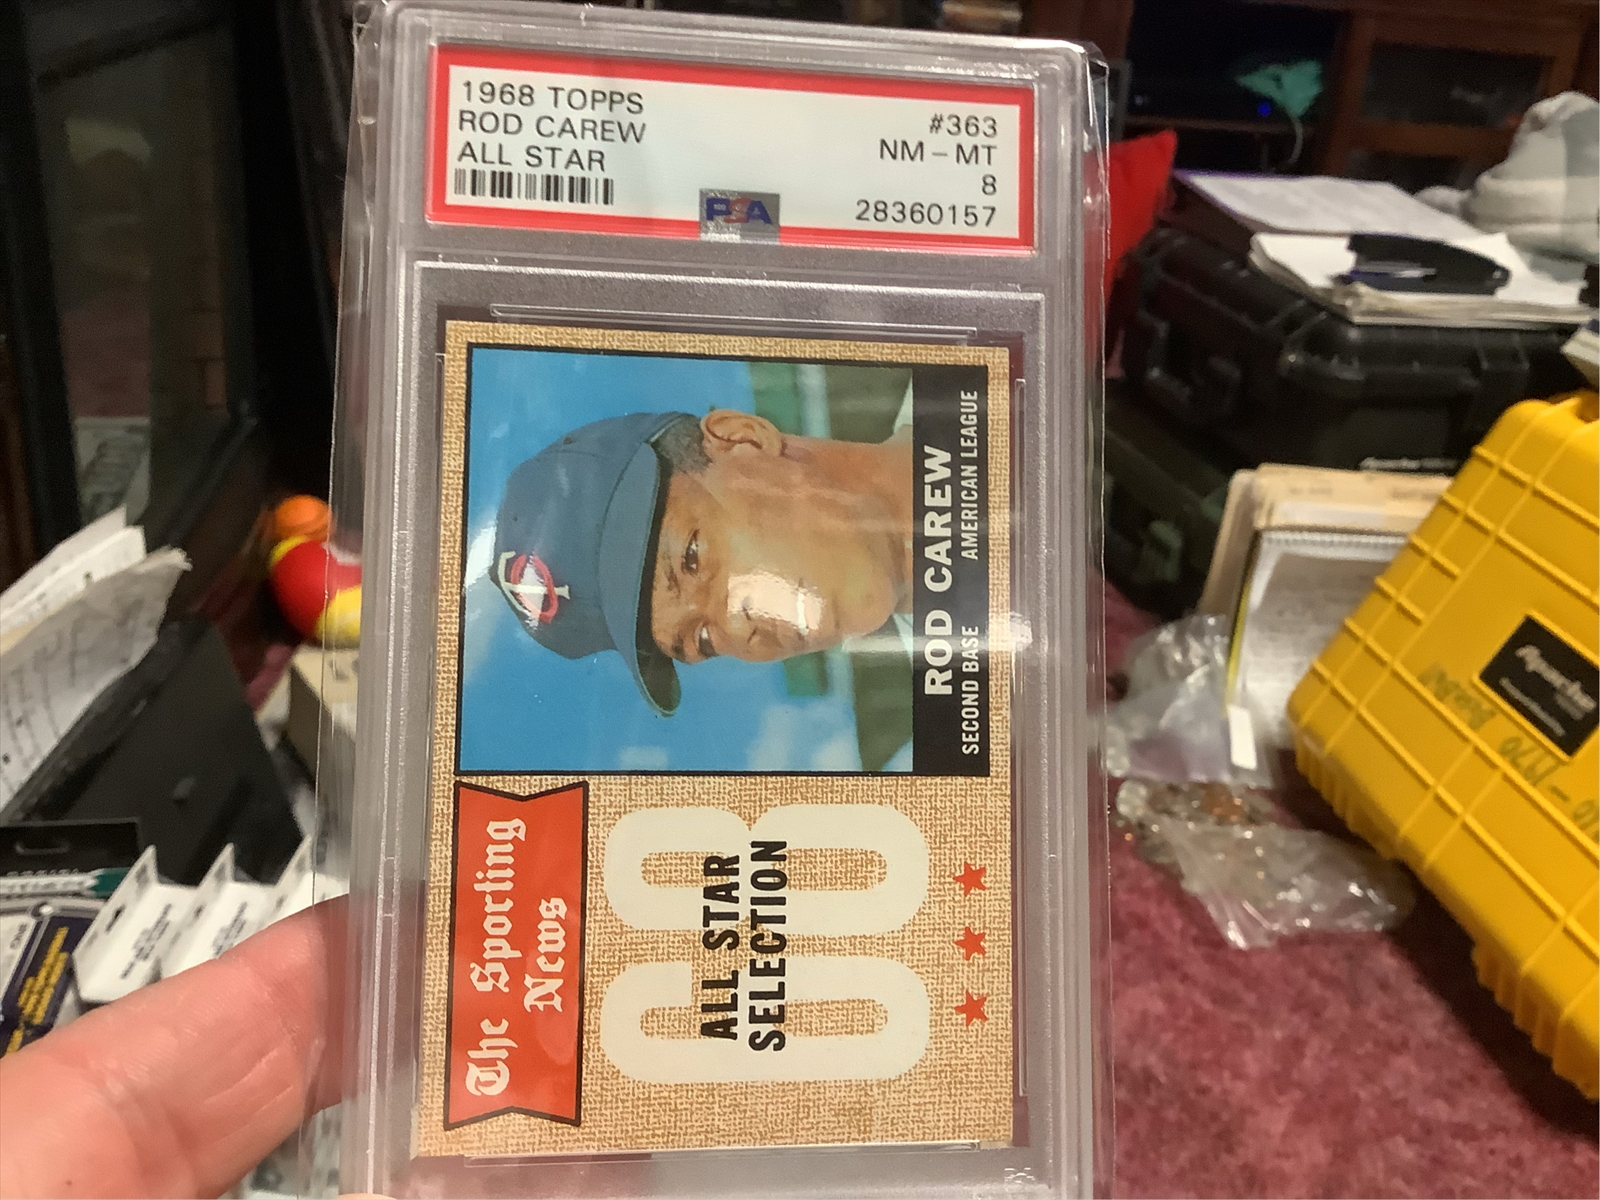 1968 TOPPS
ROD CAREW
ALL STAR
#363
NM-MT
8
28360157
PSA
The Sporting
News
68
ALL STAR
SELECTION
ROD CAREW
SECOND BASE
AMERICAN LEAGUE
T
C
Apache